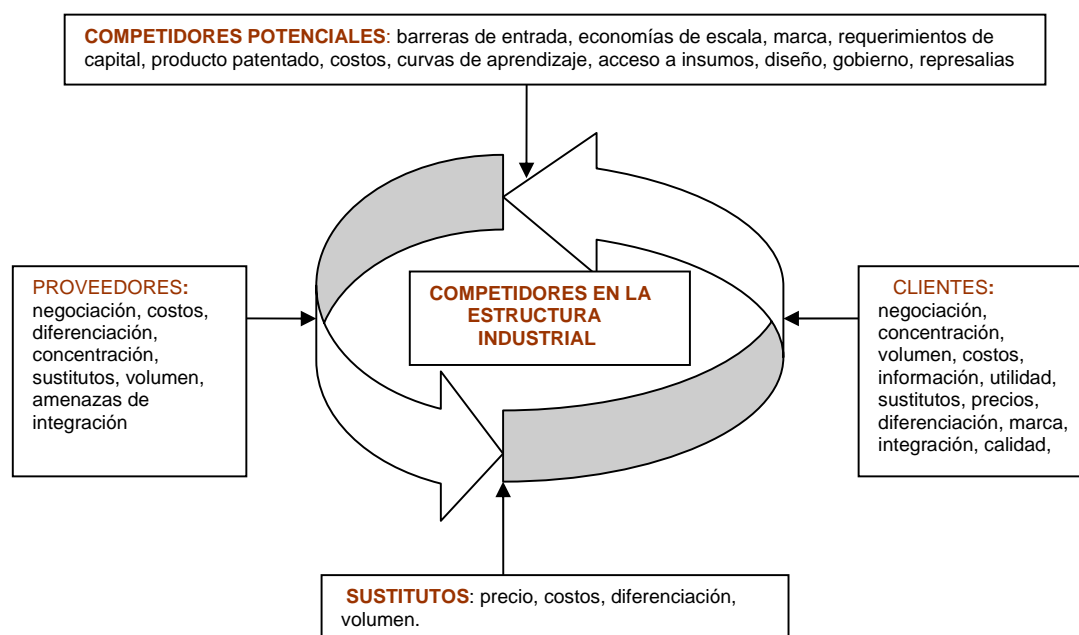 COMPETIDORES POTENCIALES: barreras de entrada, economías de escala, marca, requerimientos de
capital, producto patentado, costos, curvas de aprendizaje, acceso a insumos, diseño, gobierno, represalias
PROVEEDORES:
negociación, costos,
diferenciación,
concentración,
sustitutos, volumen,
amenazas de
integración
COMPETIDORES EN LA
ESTRUCTURA
INDUSTRIAL
CLIENTES:
negociación,
concentración,
volumen, costos,
información, utilidad,
sustitutos, precios,
diferenciación, marca,
integración, calidad,
SUSTITUTOS: precio, costos, diferenciación,
volumen.